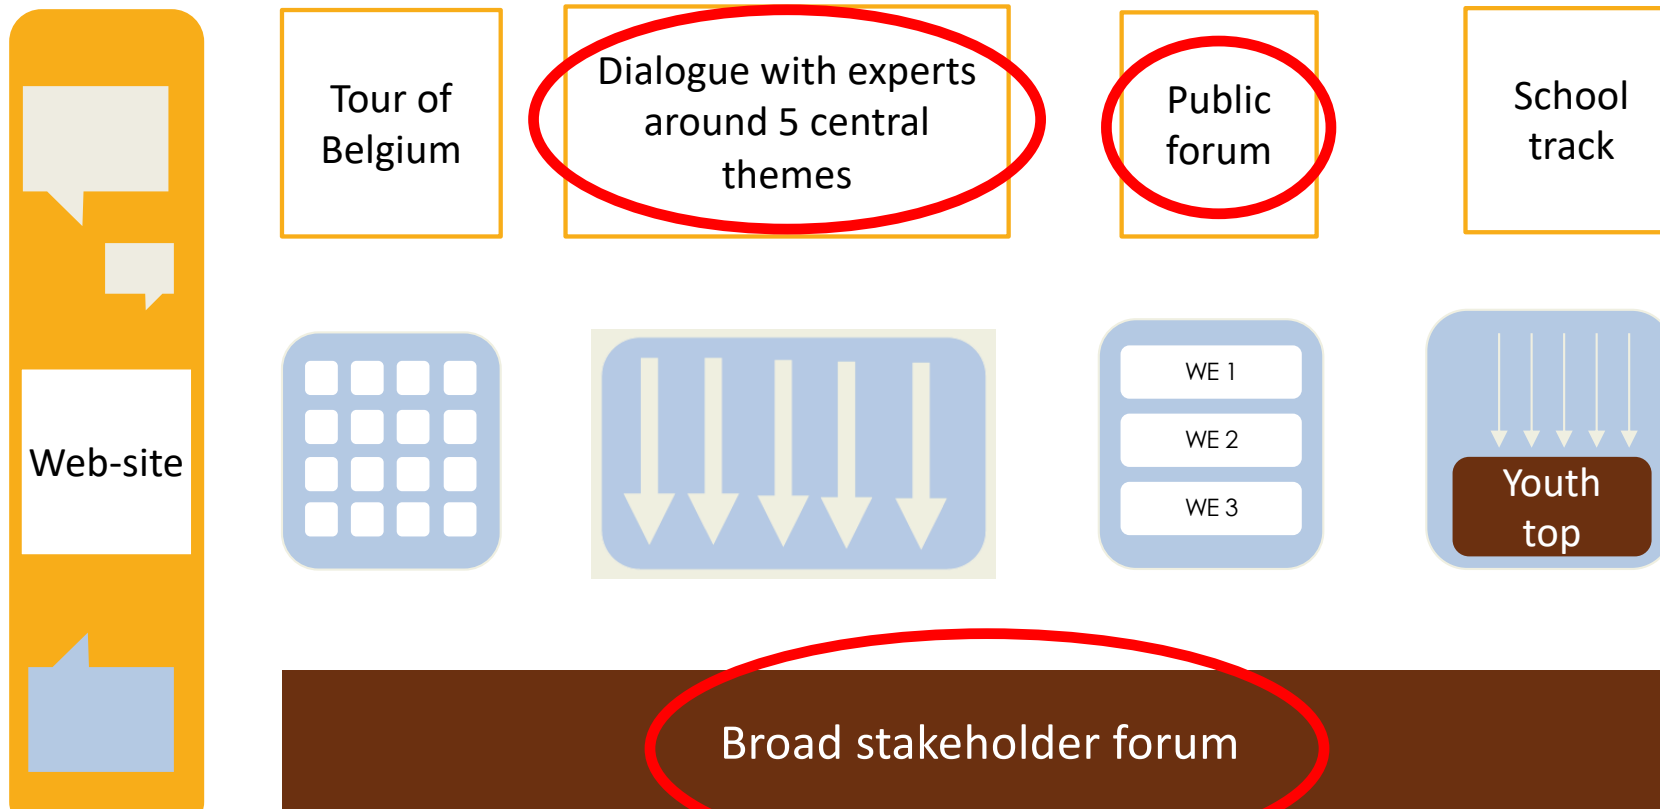 Tour of
Belgium
Dialogue with experts
around 5 central
themes
Public
forum
School
track
Web-site
WE 1
WE 2
WE 3
Youth
top
Broad stakeholder forum